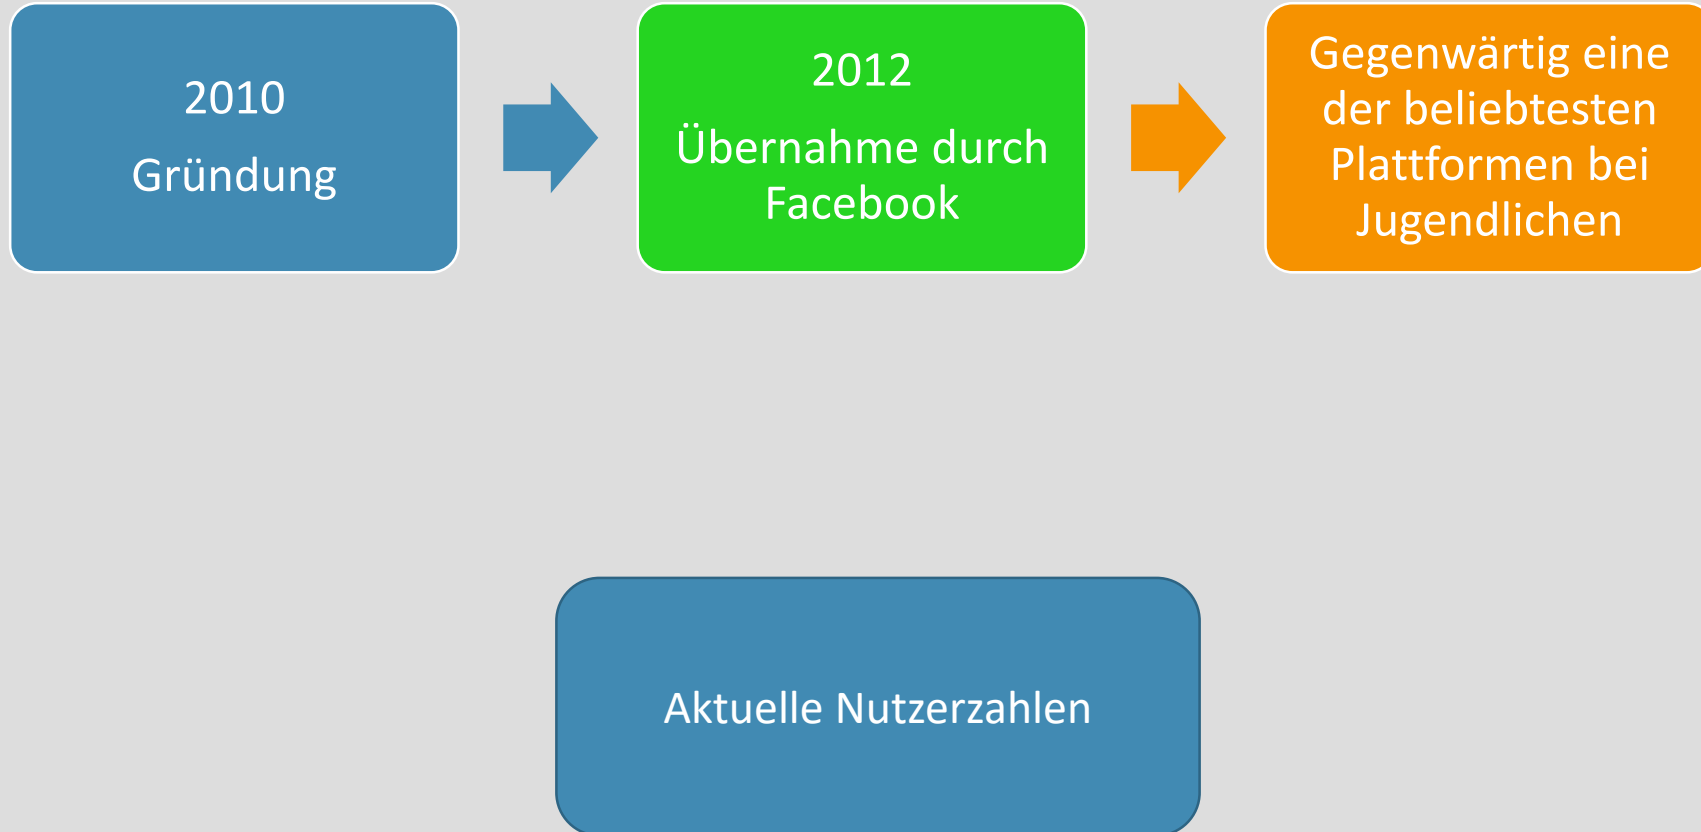 2010
Gründung
2012
Übernahme durch
Facebook
Gegenwärtig eine
der beliebtesten
Plattformen bei
Jugendlichen
Aktuelle Nutzerzahlen